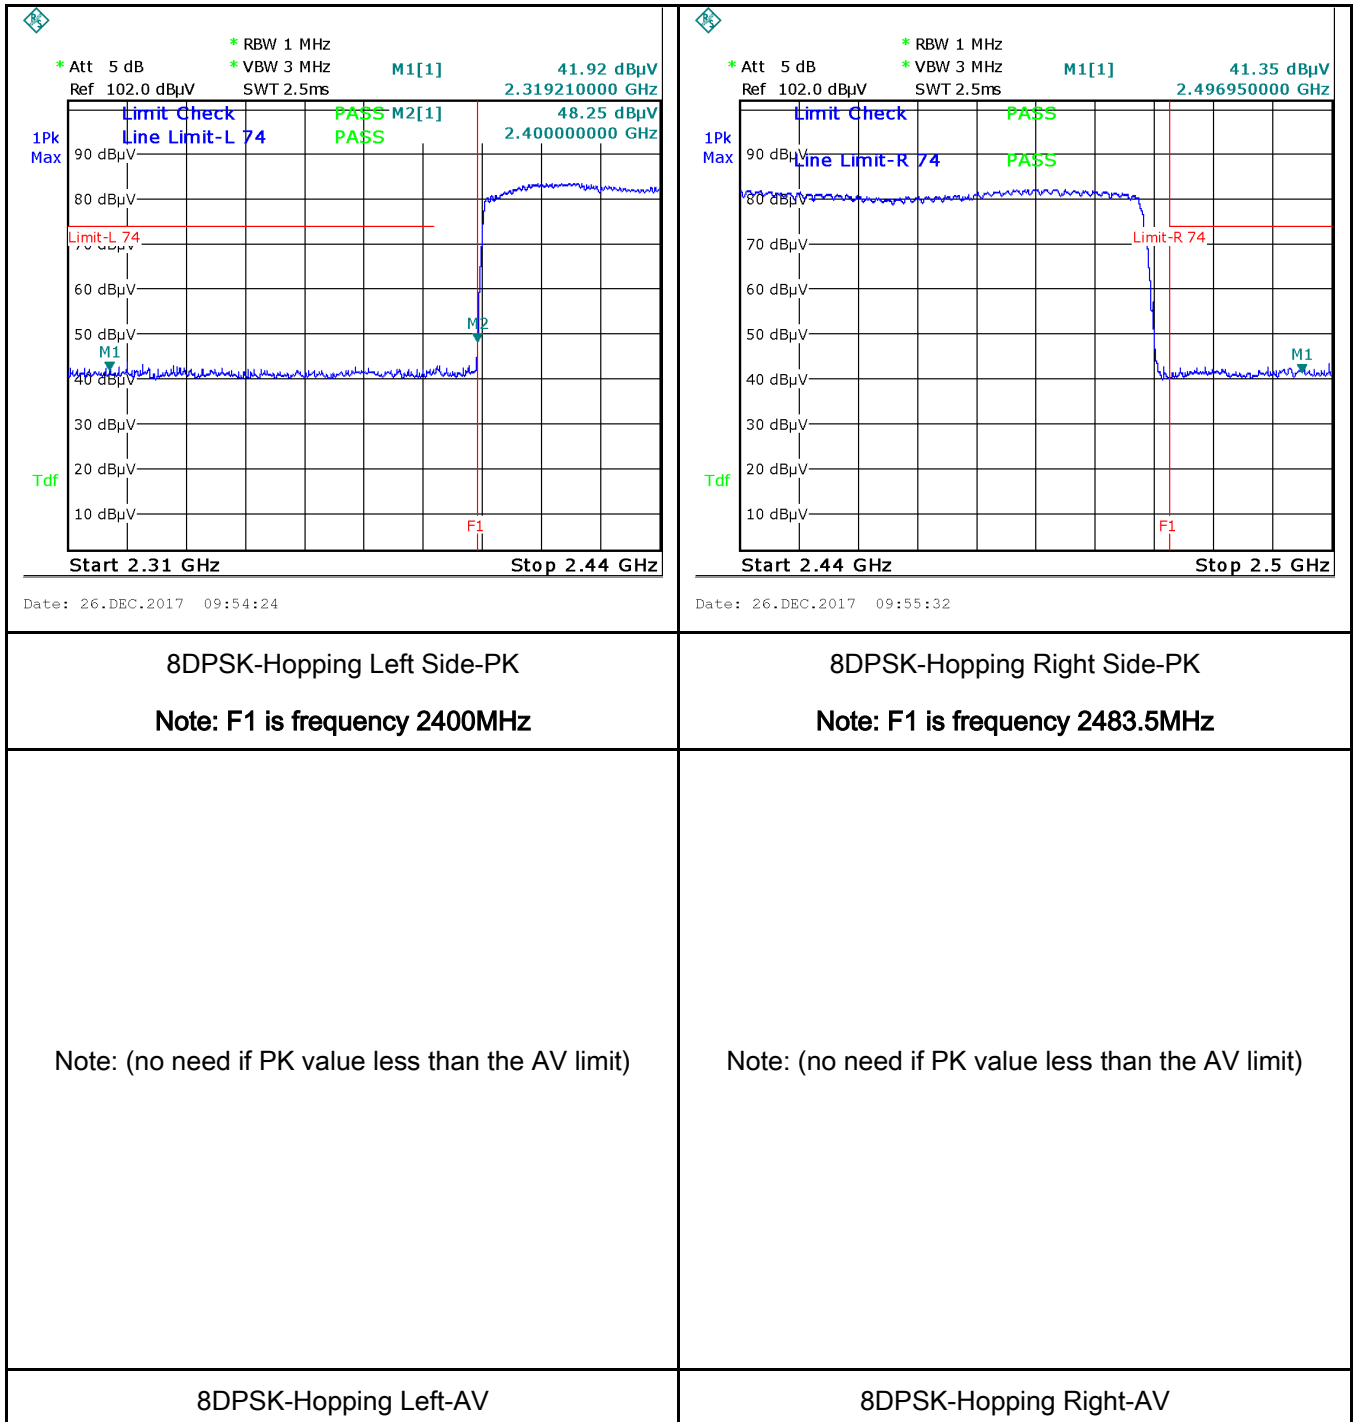 * RBW 1 MHz
* Att 5 dB * VBW 3 MHz M1[1] 41.92 dBµV
Ref 102.0 dBµV SWT 2.5ms 2.319210000 GHz
Limit Check PASS M2[1] 48.25 dBµV
1Pk Line Limit-L 74 PASS 2.400000000 GHz
Max 90 dBµV
80 dBµV
Limit-L 74
70 dBµV
60 dBµV
50 dBµV M2
M1
40 dBµV
30 dBµV
Tdf 20 dBµV
10 dBµV
F1
Start 2.31 GHz Stop 2.44 GHz
Date: 26.DEC.2017 09:54:24
* RBW 1 MHz
* Att 5 dB * VBW 3 MHz M1[1] 41.35 dBµV
Ref 102.0 dBµV SWT 2.5ms 2.496950000 GHz
Limit Check PASS
1Pk
Max 90 dBµV Line Limit-R 74 PASS
80 dBµV
Limit-R 74
70 dBµV
60 dBµV
50 dBµV
M1
40 dBµV
30 dBµV
Tdf 20 dBµV
10 dBµV
F1
Start 2.44 GHz Stop 2.5 GHz
Date: 26.DEC.2017 09:55:32
8DPSK-Hopping Left Side-PK
Note: F1 is frequency 2400MHz
8DPSK-Hopping Right Side-PK
Note: F1 is frequency 2483.5MHz
Note: (no need if PK value less than the AV limit)
Note: (no need if PK value less than the AV limit)
8DPSK-Hopping Left-AV
8DPSK-Hopping Right-AV